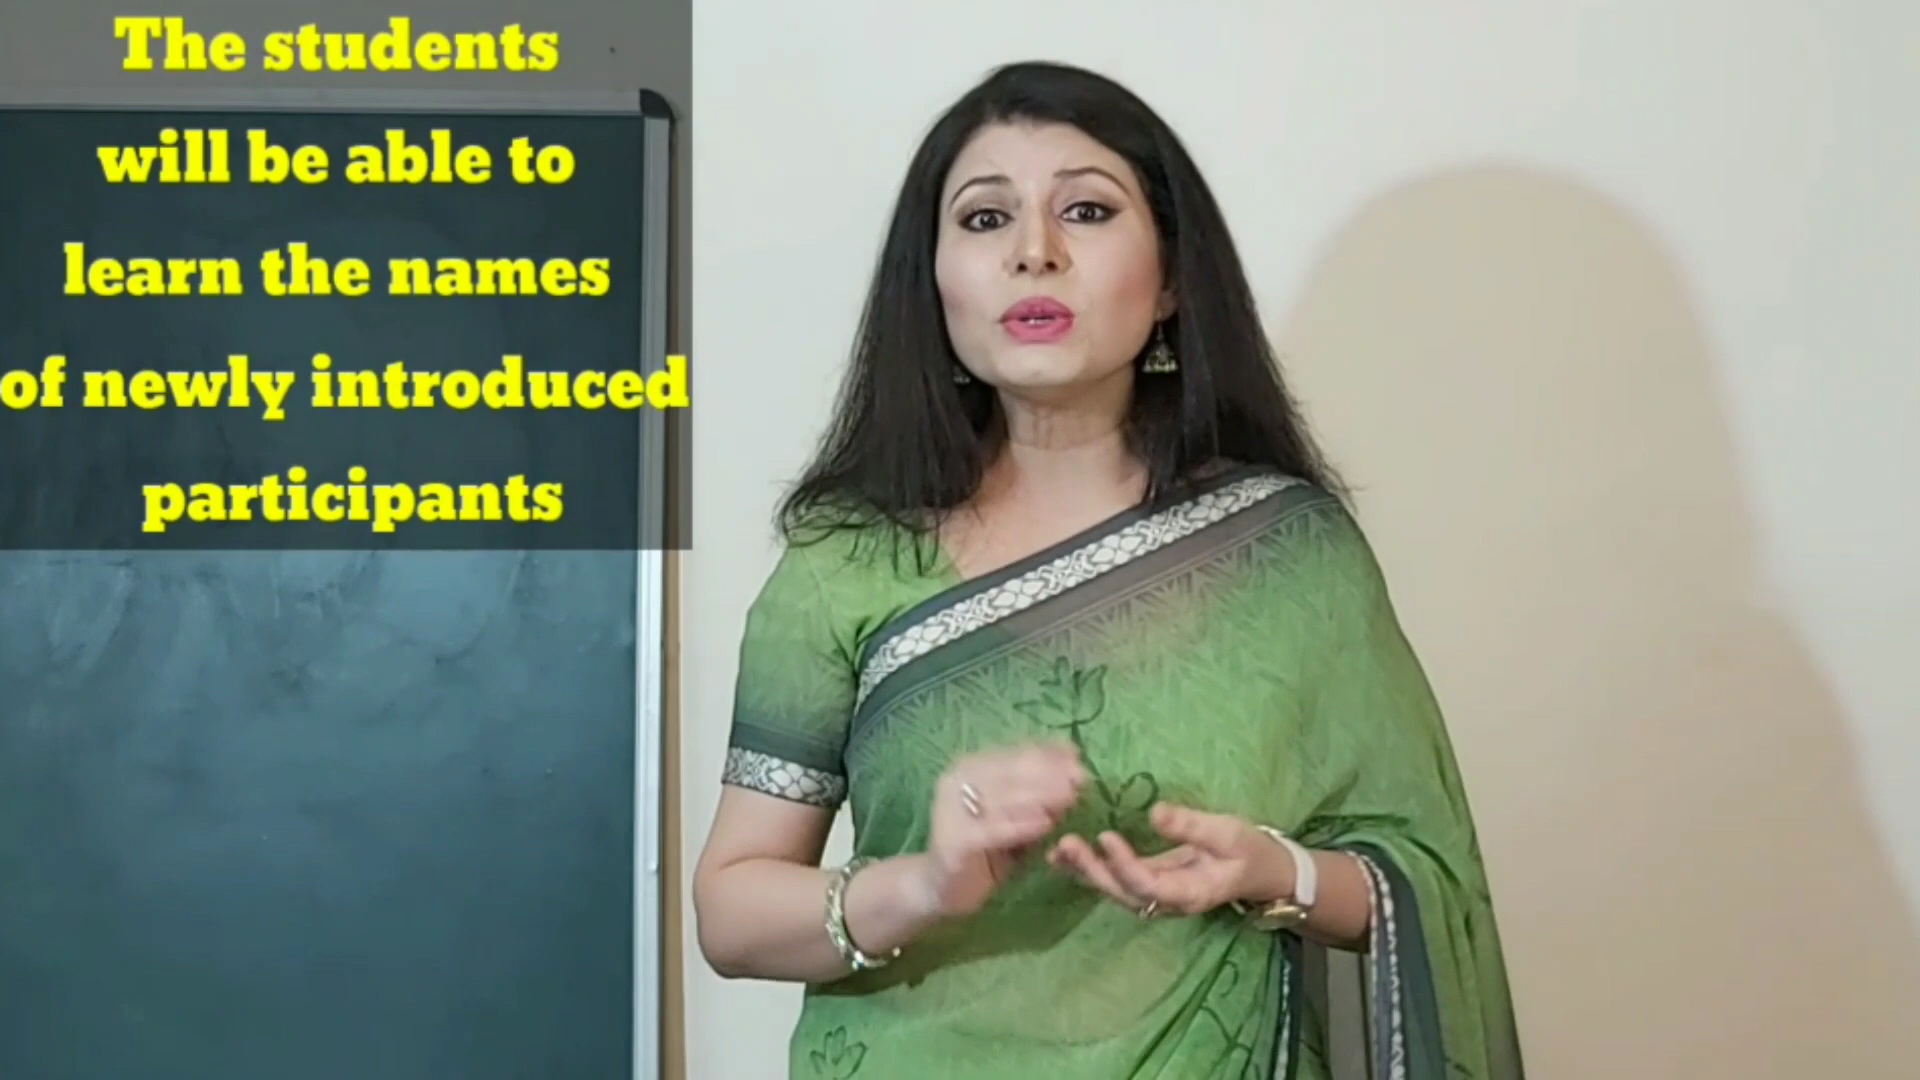 The students
will be able to
learn the names
of newly introduced
participants